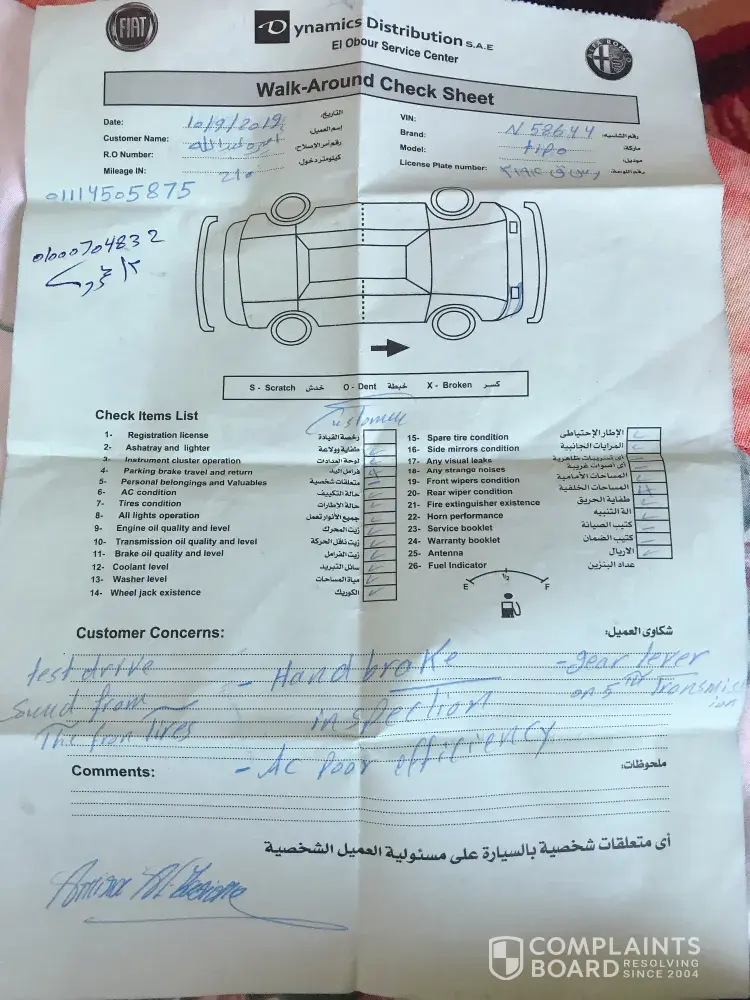 FIAT
Dynamics Distribution S.A.E
El Obour Service Center
ALFA ROMEO
Walk-Around Check Sheet
Date: 10/9/2019 التاريخ:
Customer Name: اميره عبدالله إسم العميل:
R.O Number: رقم أمر الإصلاح:
Mileage IN: 210 كيلومتر دخول:
VIN: N 58644 رقم الشاسيه:
Brand: tipo ماركة:
Model: موديل:
License Plate number: رقم اللوحة:
01114505875
01000704832
S - Scratch خدش O - Dent خبطة X - Broken كسر
Check Items List
Customer
1- Registration license رخصة القيادة
2- Ashtray and lighter طفاية وولاعة
3- Instrument cluster operation لوحة العدادات
4- Parking brake travel and return فرامل اليد
5- Personal belongings and Valuables متعلقات شخصية
6- AC condition حالة التكييف
7- Tires condition حالة الإطارات
8- All lights operation جميع الأنوار تعمل
9- Engine oil quality and level زيت المحرك
10- Transmission oil quality and level زيت ناقل الحركة
11- Brake oil quality and level زيت الفرامل
12- Coolant level سائل التبريد
13- Washer level مياة المساحات
14- Wheel jack existence الكوريك
15- Spare tire condition الإطار الإحتياطى
16- Side mirrors condition المرايات الجانبية
17- Any visual leaks أى تسريبات ظاهرية
18- Any strange noises أى أصوات غريبة
19- Front wipers condition المساحات الأمامية
20- Rear wiper condition المساحات الخلفية
21- Fire extinguisher existence طفاية الحريق
22- Horn performance الة التنبيه
23- Service booklet كتيب الصيانة
24- Warranty booklet كتيب الضمان
25- Antenna الاريال
26- Fuel Indicator عداد البنزين
E 1/2 F
Customer Concerns: شكاوى العميل:
test drive - Hand brake - gear lever
Sound from inspection on 5th Transmission
The fron tires
- AC poor efficiency
Comments: ملحوظات:
أى متعلقات شخصية بالسيارة على مسئولية العميل الشخصية
COMPLAINTS
BOARD RESOLVING SINCE 2004